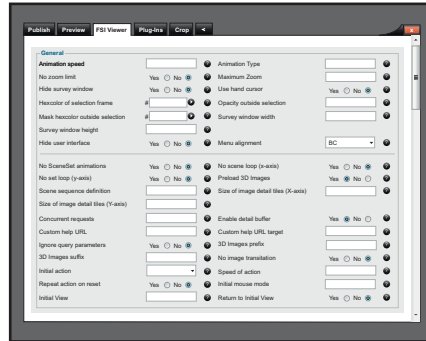 Publish Preview FSI Viewer Plug-Ins Crop <
x
General
Animation speed ? Animation Type ?
No zoom limit Yes No ? Maximum Zoom ?
Hide survey window Yes No ? Use hand cursor Yes No ?
Hexcolor of selection frame # ? Opacity outside selection ?
Mask hexcolor outside selection # ? Survey window width ?
Survey window height ?
Hide user interface Yes No ? Menu alignment BC ?
No SceneSet animations Yes No ? No scene loop (x-axis) Yes No ?
No set loop (y-axis) Yes No ? Preload 3D Images Yes No ?
Scene sequence definition ? Size of image detail tiles (X-axis) ?
Size of image detail tiles (Y-axis) ?
Concurrent requests ? Enable detail buffer Yes No ?
Custom help URL ? Custom help URL target ?
Ignore query parameters Yes No ? 3D Images prefix ?
3D Images suffix ? No image transitation Yes No ?
Initial action ? Speed of action ?
Repeat action on reset Yes No ? Initial mouse mode ?
Initial View ? Return to Initial View Yes No ?